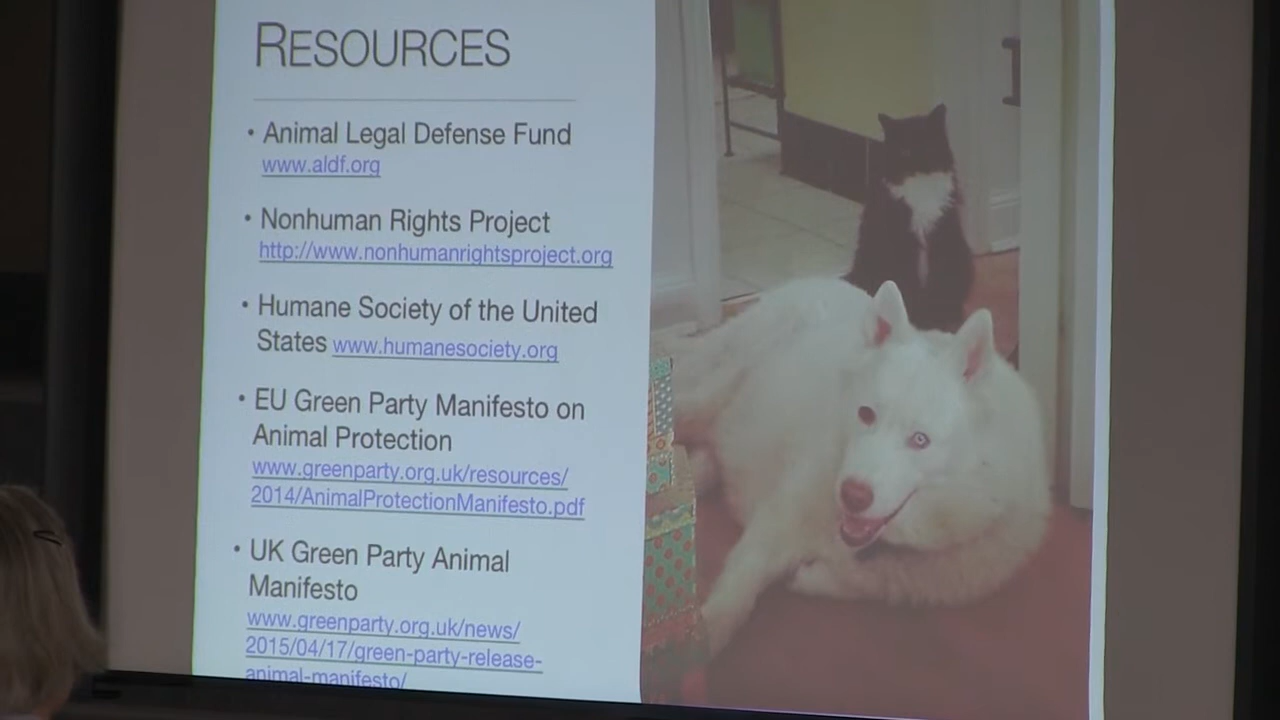 RESOURCES
• Animal Legal Defense Fund
www.aldf.org
• Nonhuman Rights Project
http://www.nonhumanrightsproject.org
• Humane Society of the United
States www.humanesociety.org
• EU Green Party Manifesto on
Animal Protection
www.greenparty.org.uk/resources/
2014/AnimalProtectionManifesto.pdf
• UK Green Party Animal
Manifesto
www.greenparty.org.uk/news/
2015/04/17/green-party-release-
animal-manifesto/